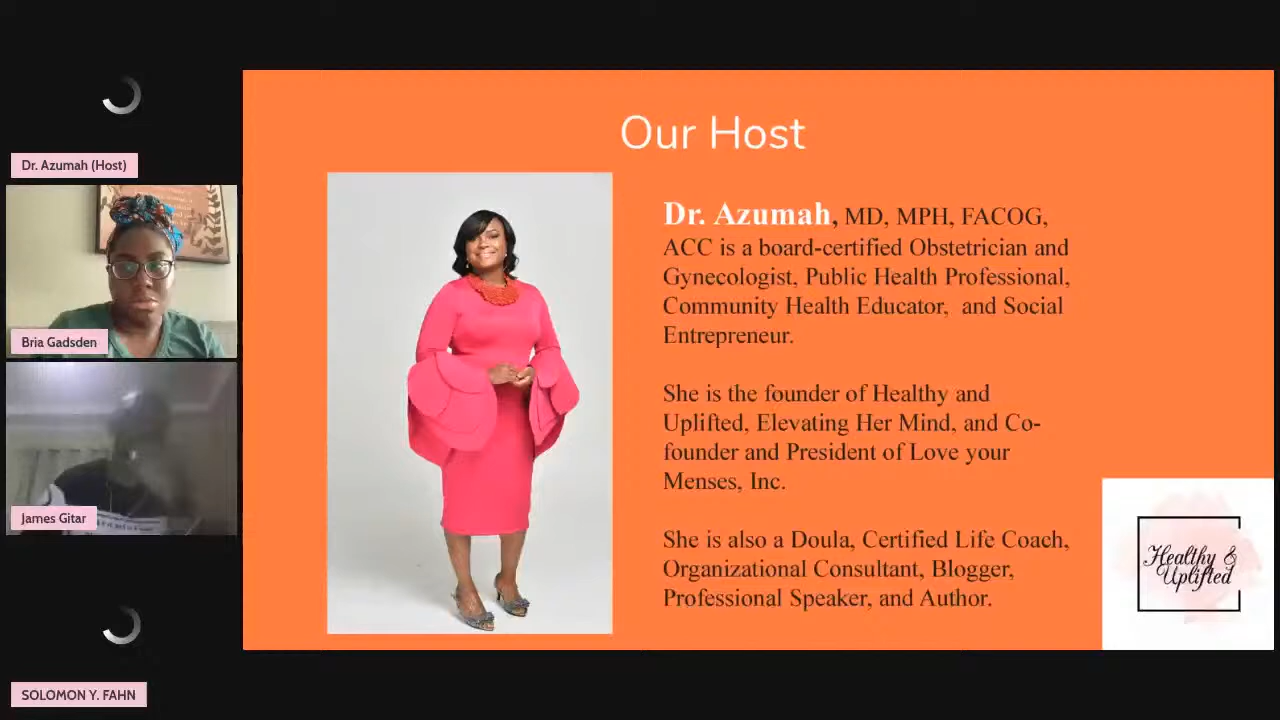 Our Host
Dr. Azumah, MD, MPH, FACOG,
ACC is a board-certified Obstetrician and
Gynecologist, Public Health Professional,
Community Health Educator, and Social
Entrepreneur.
She is the founder of Healthy and
Uplifted, Elevating Her Mind, and Co-
founder and President of Love your
Menses, Inc.
She is also a Doula, Certified Life Coach,
Organizational Consultant, Blogger,
Professional Speaker, and Author.
Healthy &
Uplifted
Dr. Azumah (Host)
Bria Gadsden
James Gitar
SOLOMON Y. FAHN